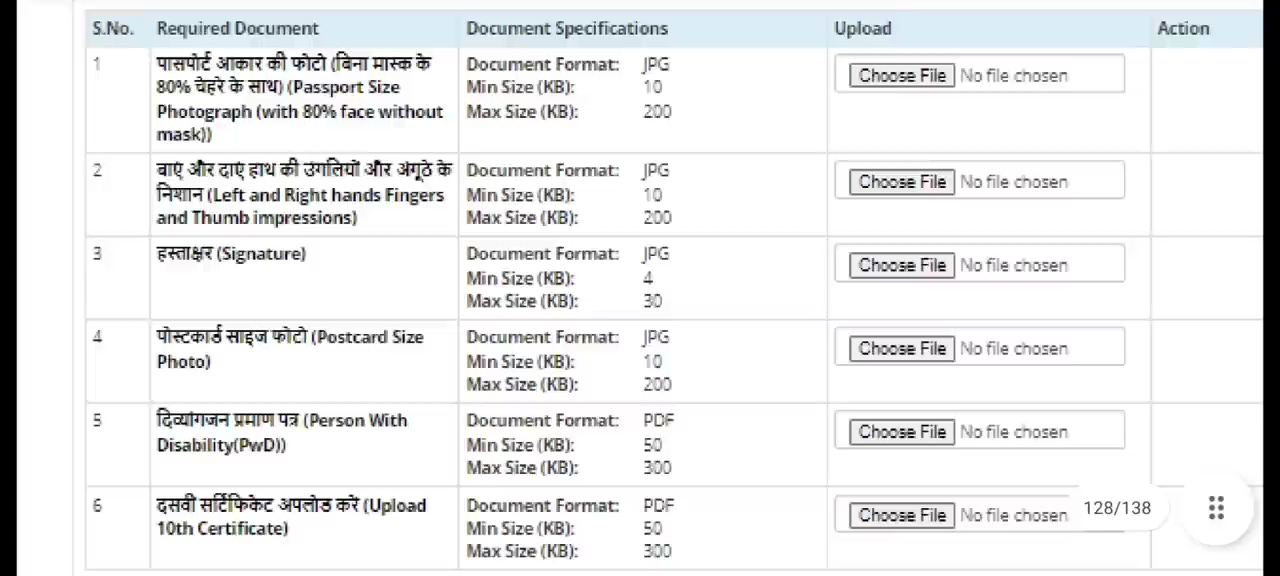 S.No. Required Document Document Specifications Upload Action
1 पासपोर्ट आकार की फोटो (बिना मास्क के Document Format: JPG Choose File No file chosen
80% चेहरे के साथ) (Passport Size Min Size (KB): 10
Photograph (with 80% face without Max Size (KB): 200
mask))
2 बाएं और दाएं हाथ की उंगलियों और अंगूठे के Document Format: JPG Choose File No file chosen
निशान (Left and Right hands Fingers Min Size (KB): 10
and Thumb impressions) Max Size (KB): 200
3 हस्ताक्षर (Signature) Document Format: JPG Choose File No file chosen
Min Size (KB): 4
Max Size (KB): 30
4 पोस्टकार्ड साइज फोटो (Postcard Size Document Format: JPG Choose File No file chosen
Photo) Min Size (KB): 10
Max Size (KB): 200
5 दिव्यांगजन प्रमाण पत्र (Person With Document Format: PDF Choose File No file chosen
Disability(PwD)) Min Size (KB): 50
Max Size (KB): 300
6 दसवी सर्टिफिकेट अपलोड करें (Upload Document Format: PDF Choose File No file chosen 128/138
10th Certificate) Min Size (KB): 50
Max Size (KB): 300